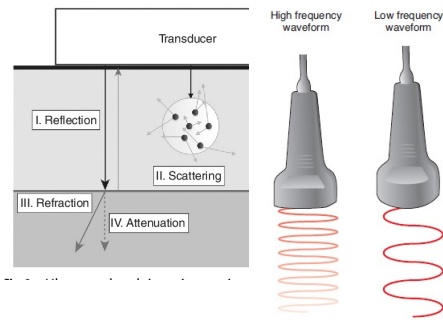 Transducer
I. Reflection
II. Scattering
III. Refraction
IV. Attenuation
High frequency
waveform
Low frequency
waveform